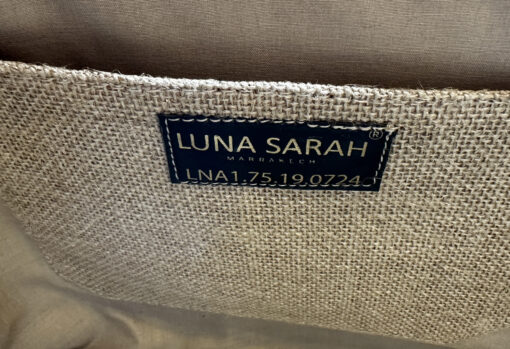 LUNA SARAH ®
MARRAKECH
LNA1.75.19.0724